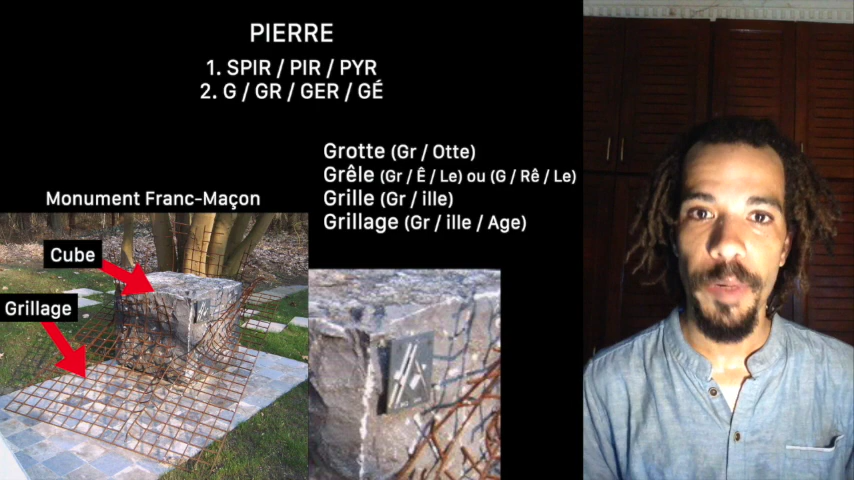 PIERRE
1. SPIR / PIR / PYR
2. G / GR / GER / GÉ
Grotte (Gr / Otte)
Grêle (Gr / Ê / Le) ou (G / Rê / Le)
Grille (Gr / ille)
Grillage (Gr / ille / Age)
Monument Franc-Maçon
Cube
Grillage